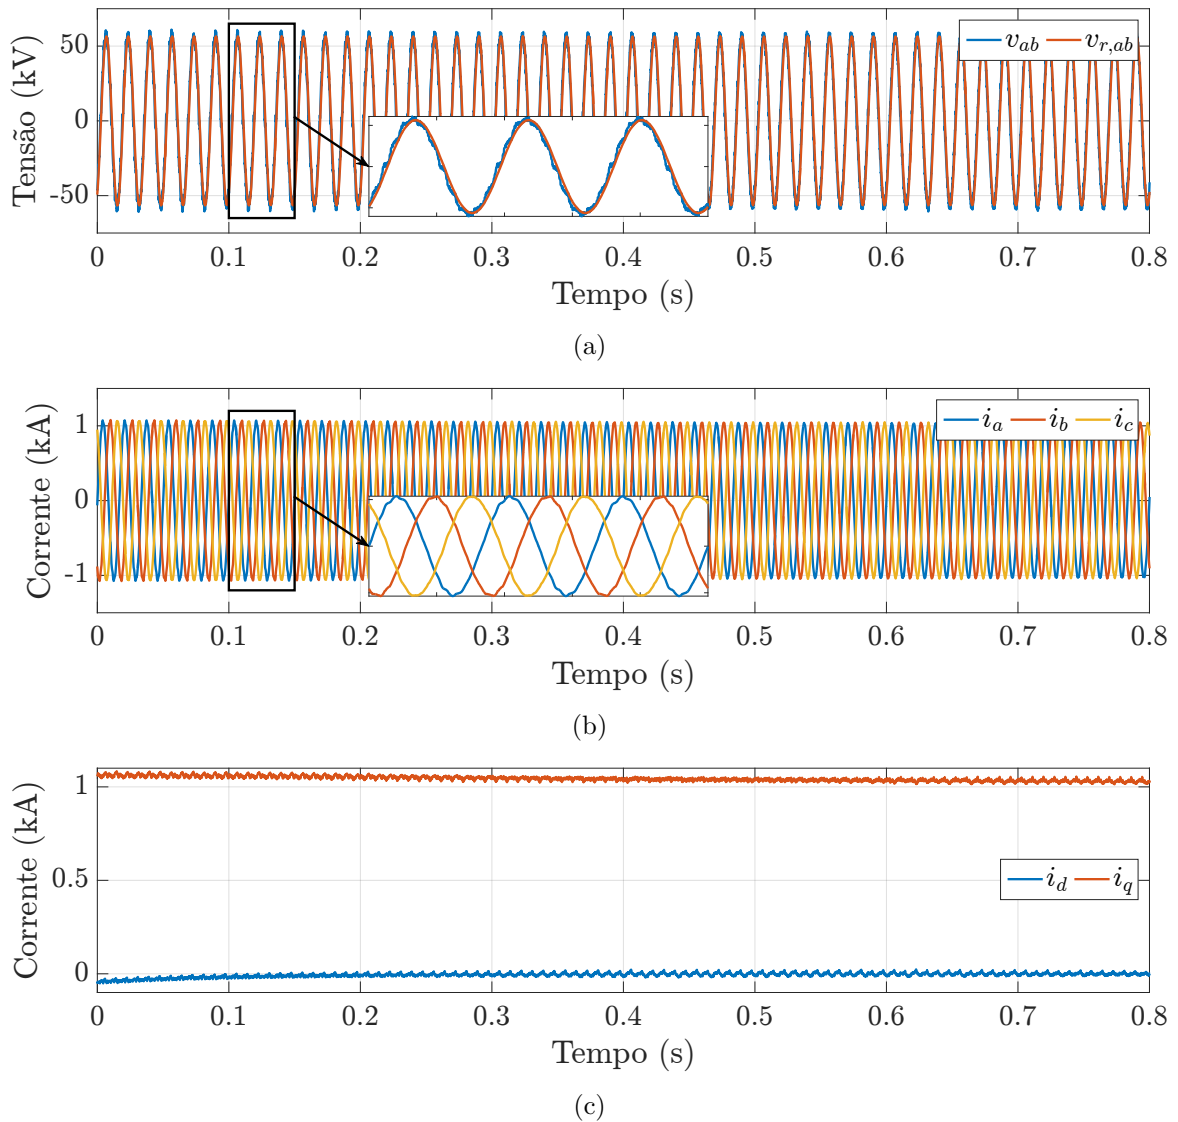 50
0
-50
Tensão (kV)
v_ab v_r,ab
0 0.1 0.2 0.3 0.4 0.5 0.6 0.7 0.8
Tempo (s)
(a)
1
0
-1
Corrente (kA)
i_a i_b i_c
0 0.1 0.2 0.3 0.4 0.5 0.6 0.7 0.8
Tempo (s)
(b)
1
0.5
0
Corrente (kA)
i_d i_q
0 0.1 0.2 0.3 0.4 0.5 0.6 0.7 0.8
Tempo (s)
(c)